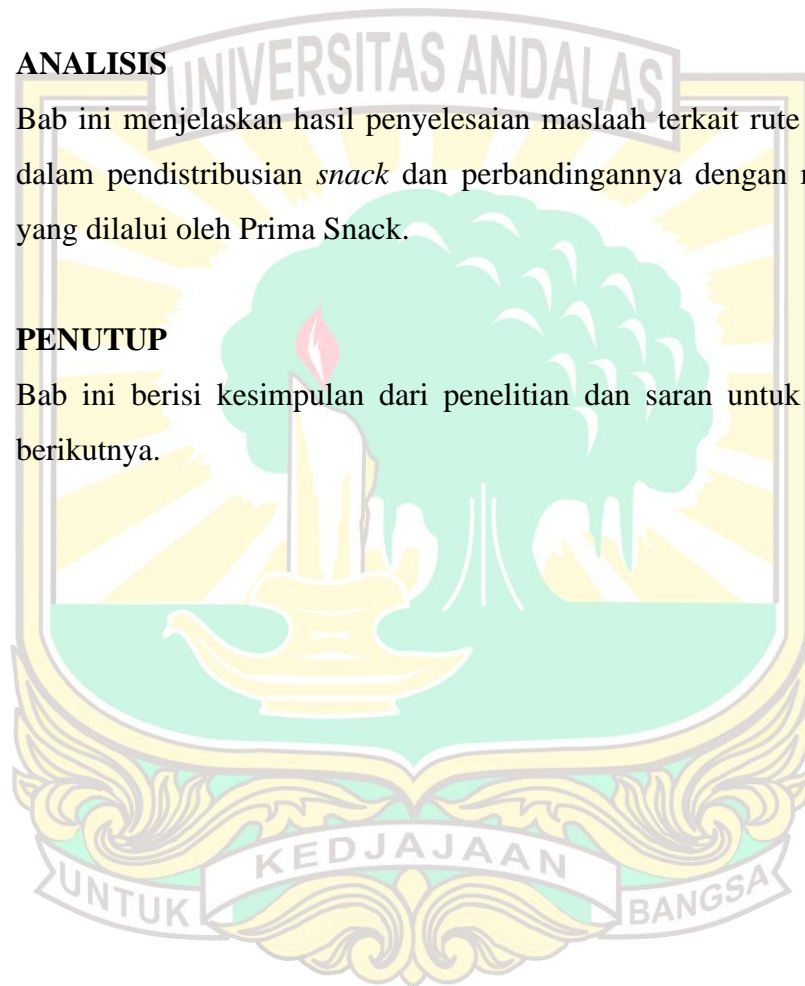 UNIVERSITAS ANDALAS
ANALISIS
Bab ini menjelaskan hasil penyelesaian maslaah terkait rute
dalam pendistribusian snack dan perbandingannya dengan
yang dilalui oleh Prima Snack.
PENUTUP
Bab ini berisi kesimpulan dari penelitian dan saran untuk
berikutnya.
UNTUK KEDJAJAAN BANGSA